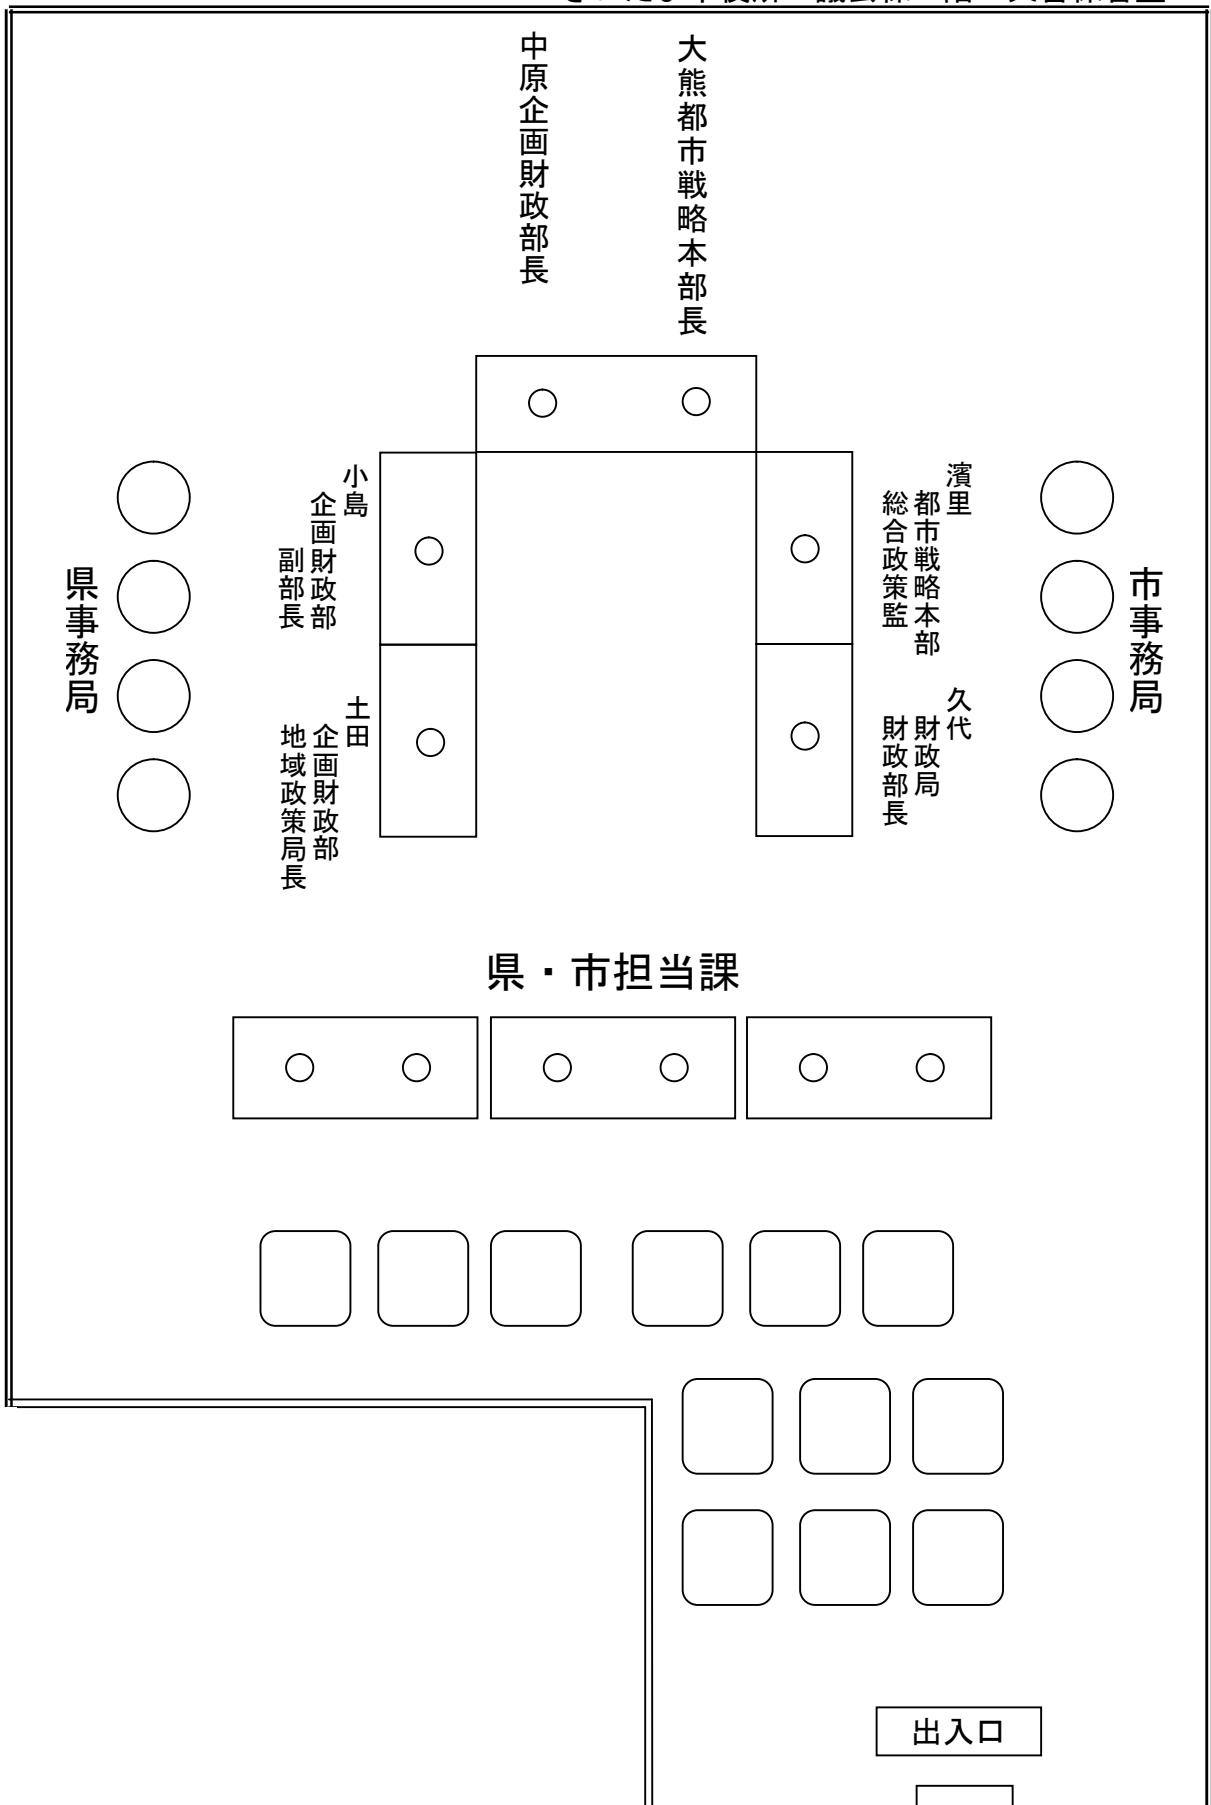 中原企画財政部長
大熊都市戦略本部長
小島
企画財政部
副部長
濱里
都市戦略本部
総合政策監
県事務局
市事務局
土田
企画財政部
地域政策局長
久代
財政局
財政部長
県・市担当課
出入口